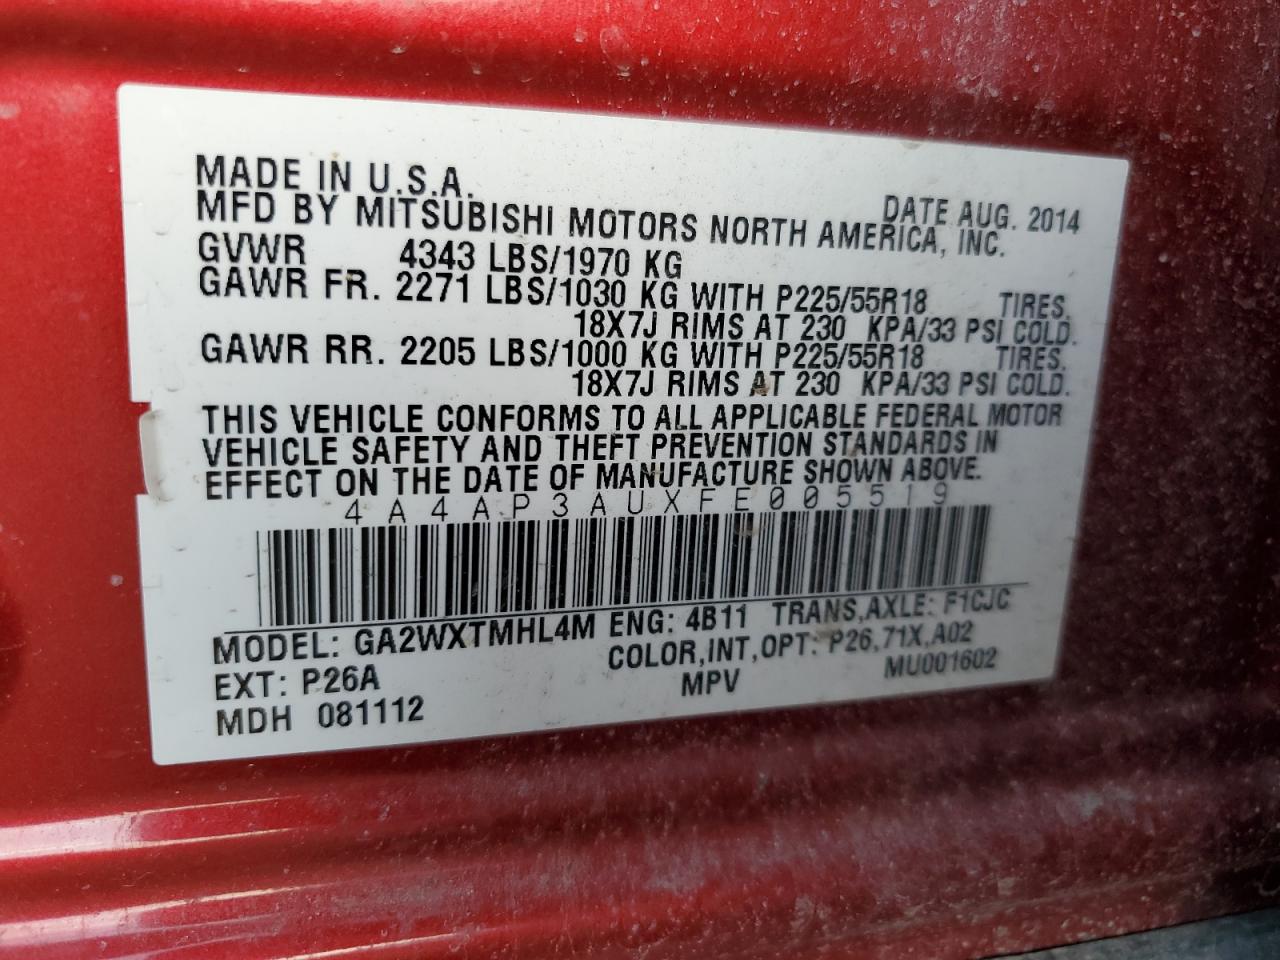 MADE IN U.S.A. DATE AUG. 2014
MFD BY MITSUBISHI MOTORS NORTH AMERICA, INC.
GVWR 4343 LBS/1970 KG
GAWR FR. 2271 LBS/1030 KG WITH P225/55R18 TIRES.
18X7J RIMS AT 230 KPA/33 PSI COLD.
GAWR RR. 2205 LBS/1000 KG WITH P225/55R18 TIRES.
18X7J RIMS AT 230 KPA/33 PSI COLD.
THIS VEHICLE CONFORMS TO ALL APPLICABLE FEDERAL MOTOR
VEHICLE SAFETY AND THEFT PREVENTION STANDARDS IN
EFFECT ON THE DATE OF MANUFACTURE SHOWN ABOVE.
4A4AP3AUXFE005519
MODEL: GA2WXTMHL4M ENG: 4B11 TRANS,AXLE: F1CJC
EXT: P26A COLOR,INT,OPT: P26,71X,A02
MDH 081112 MPV MU001602